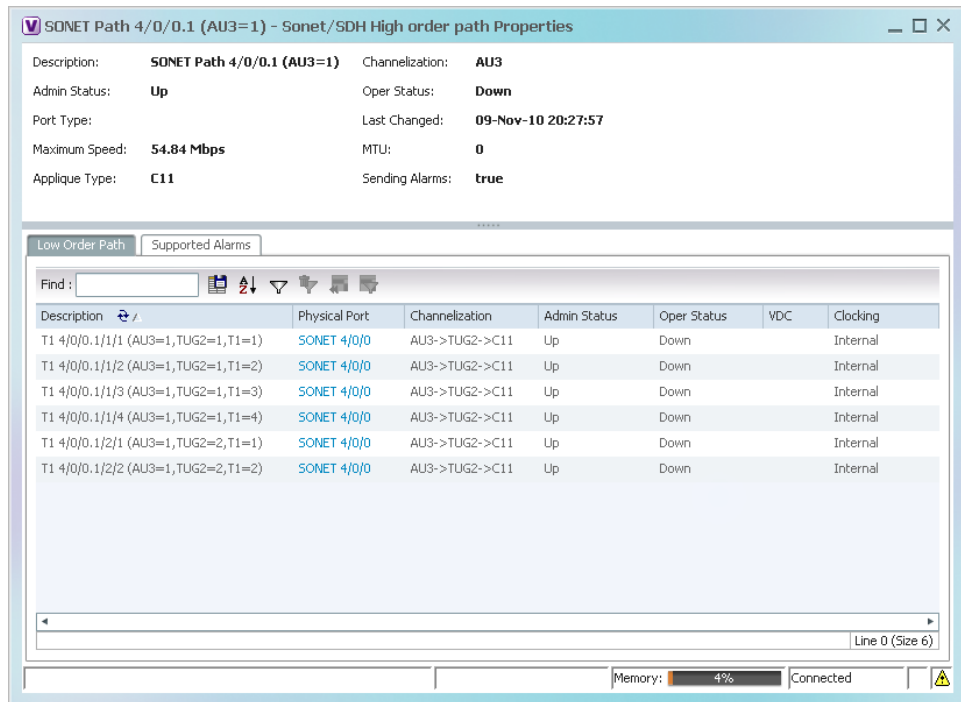 V SONET Path 4/0/0.1 (AU3=1) - Sonet/SDH High order path Properties
Description: SONET Path 4/0/0.1 (AU3=1) Channelization: AU3
Admin Status: Up Oper Status: Down
Port Type: Last Changed: 09-Nov-10 20:27:57
Maximum Speed: 54.84 Mbps MTU: 0
Applique Type: C11 Sending Alarms: true
Low Order Path Supported Alarms
Find :
Description Physical Port Channelization Admin Status Oper Status VDC Clocking
T1 4/0/0.1/1/1 (AU3=1,TUG2=1,T1=1) SONET 4/0/0 AU3->TUG2->C11 Up Down Internal
T1 4/0/0.1/1/2 (AU3=1,TUG2=1,T1=2) SONET 4/0/0 AU3->TUG2->C11 Up Down Internal
T1 4/0/0.1/1/3 (AU3=1,TUG2=1,T1=3) SONET 4/0/0 AU3->TUG2->C11 Up Down Internal
T1 4/0/0.1/1/4 (AU3=1,TUG2=1,T1=4) SONET 4/0/0 AU3->TUG2->C11 Up Down Internal
T1 4/0/0.1/2/1 (AU3=1,TUG2=2,T1=1) SONET 4/0/0 AU3->TUG2->C11 Up Down Internal
T1 4/0/0.1/2/2 (AU3=1,TUG2=2,T1=2) SONET 4/0/0 AU3->TUG2->C11 Up Down Internal
Line 0 (Size 6)
Memory: 4% Connected